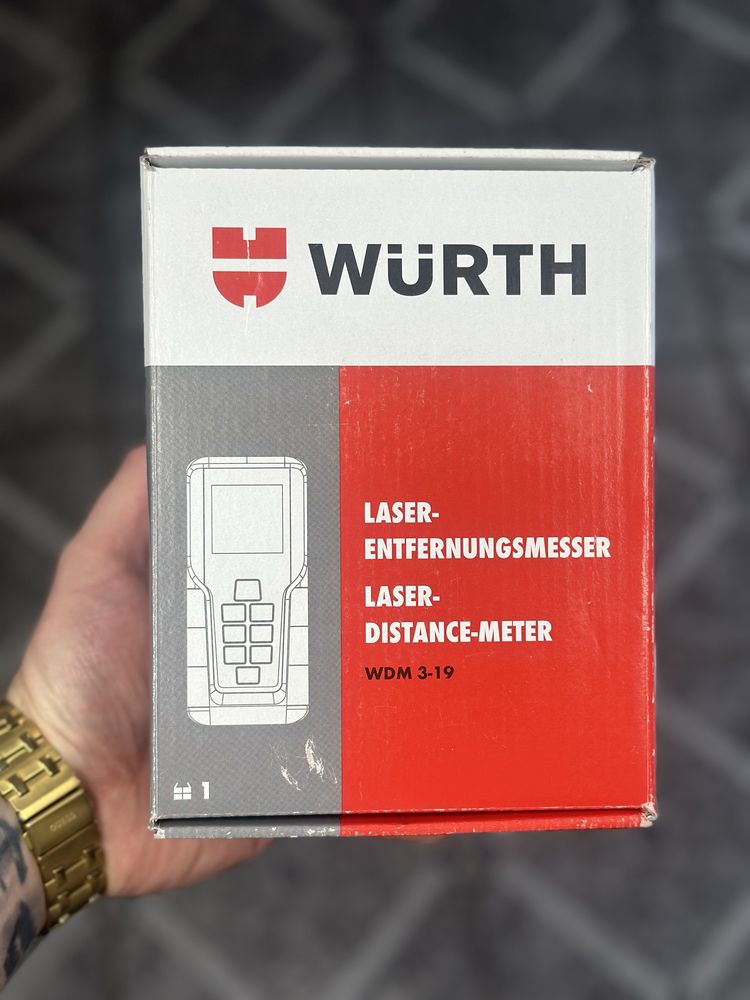 WÜRTH
LASER-
ENTFERNUNGSMESSER
LASER-
DISTANCE-METER
WDM 3-19
1